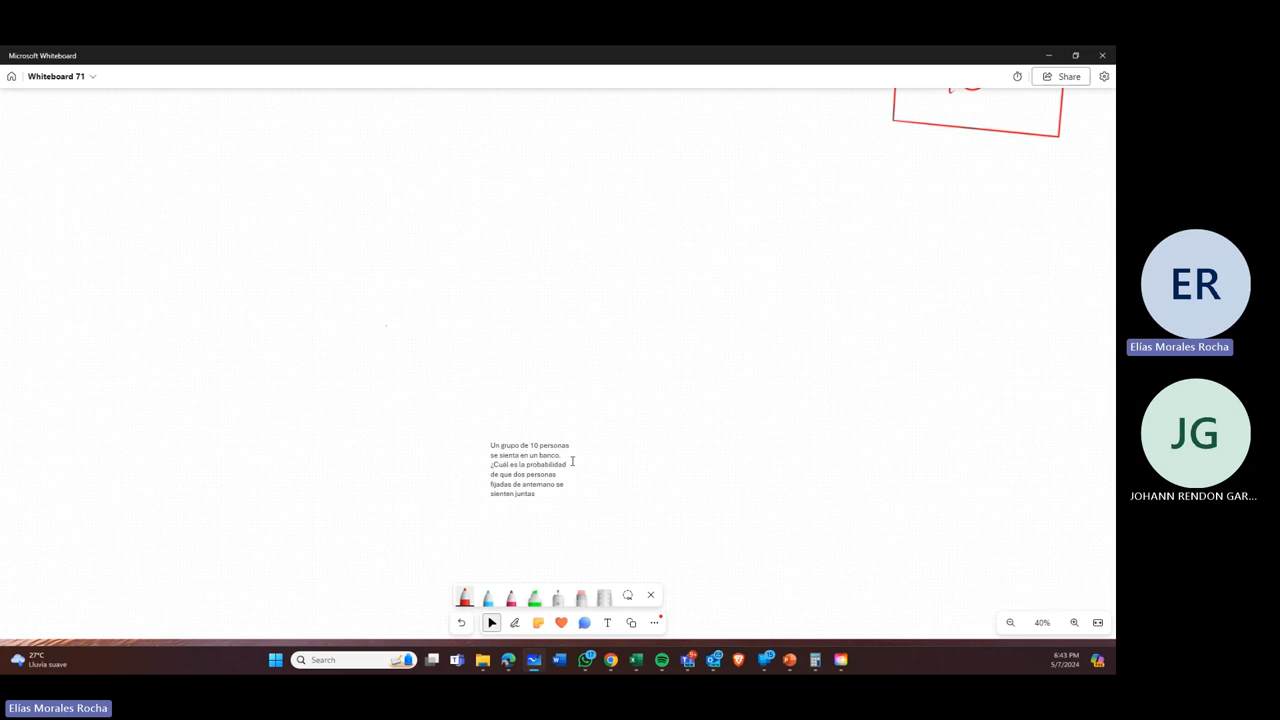 Microsoft Whiteboard
Whiteboard 71
Share
Un grupo de 10 personas
se sienta en un banco.
¿Cuál es la probabilidad
de que dos personas
fijadas de antemano se
sienten juntas
ER
Elías Morales Rocha
JG
JOHANN RENDON GAR...
40%
27°C
Lluvia suave
Search
6:43 PM
5/7/2024
Elías Morales Rocha